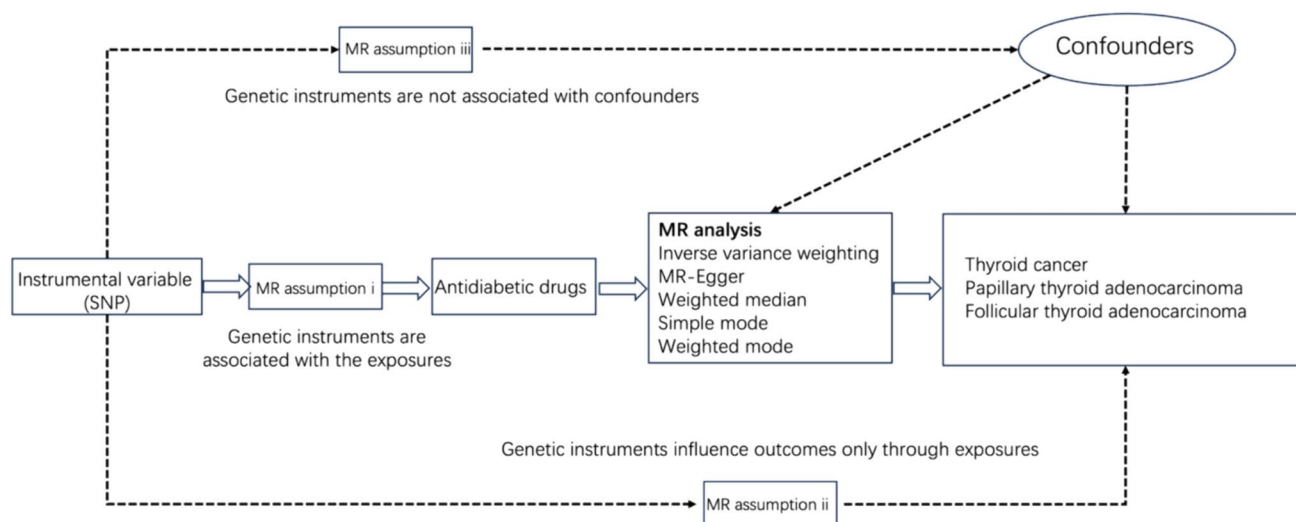 MR assumption iii
Confounders
Genetic instruments are not associated with confounders
Instrumental variable
(SNP)
MR assumption i
Genetic instruments are
associated with the exposures
Antidiabetic drugs
MR analysis
Inverse variance weighting
MR-Egger
Weighted median
Simple mode
Weighted mode
Thyroid cancer
Papillary thyroid adenocarcinoma
Follicular thyroid adenocarcinoma
Genetic instruments influence outcomes only through exposures
MR assumption ii